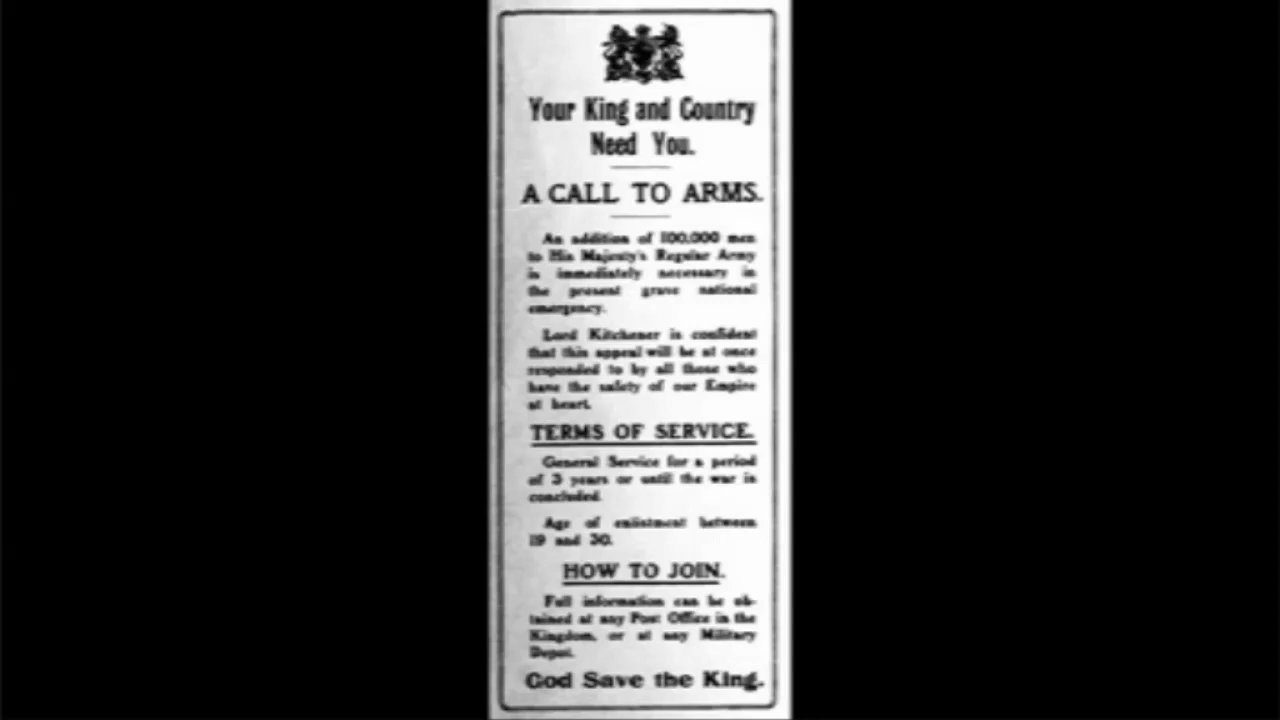 Your King and Country
Need You.
A CALL TO ARMS.
An addition of 100,000 men
to His Majesty's Regular Army
is immediately necessary in
the present grave national
emergency.
Lord Kitchener is confident
that this appeal will be at once
responded to by all those who
have the safety of our Empire
at heart.
TERMS OF SERVICE.
General Service for a period
of 3 years or until the war is
concluded.
Age of enlistment between
19 and 30.
HOW TO JOIN.
Full information can be ob-
tained at any Post Office in the
Kingdom, or at any Military
Depot.
God Save the King.